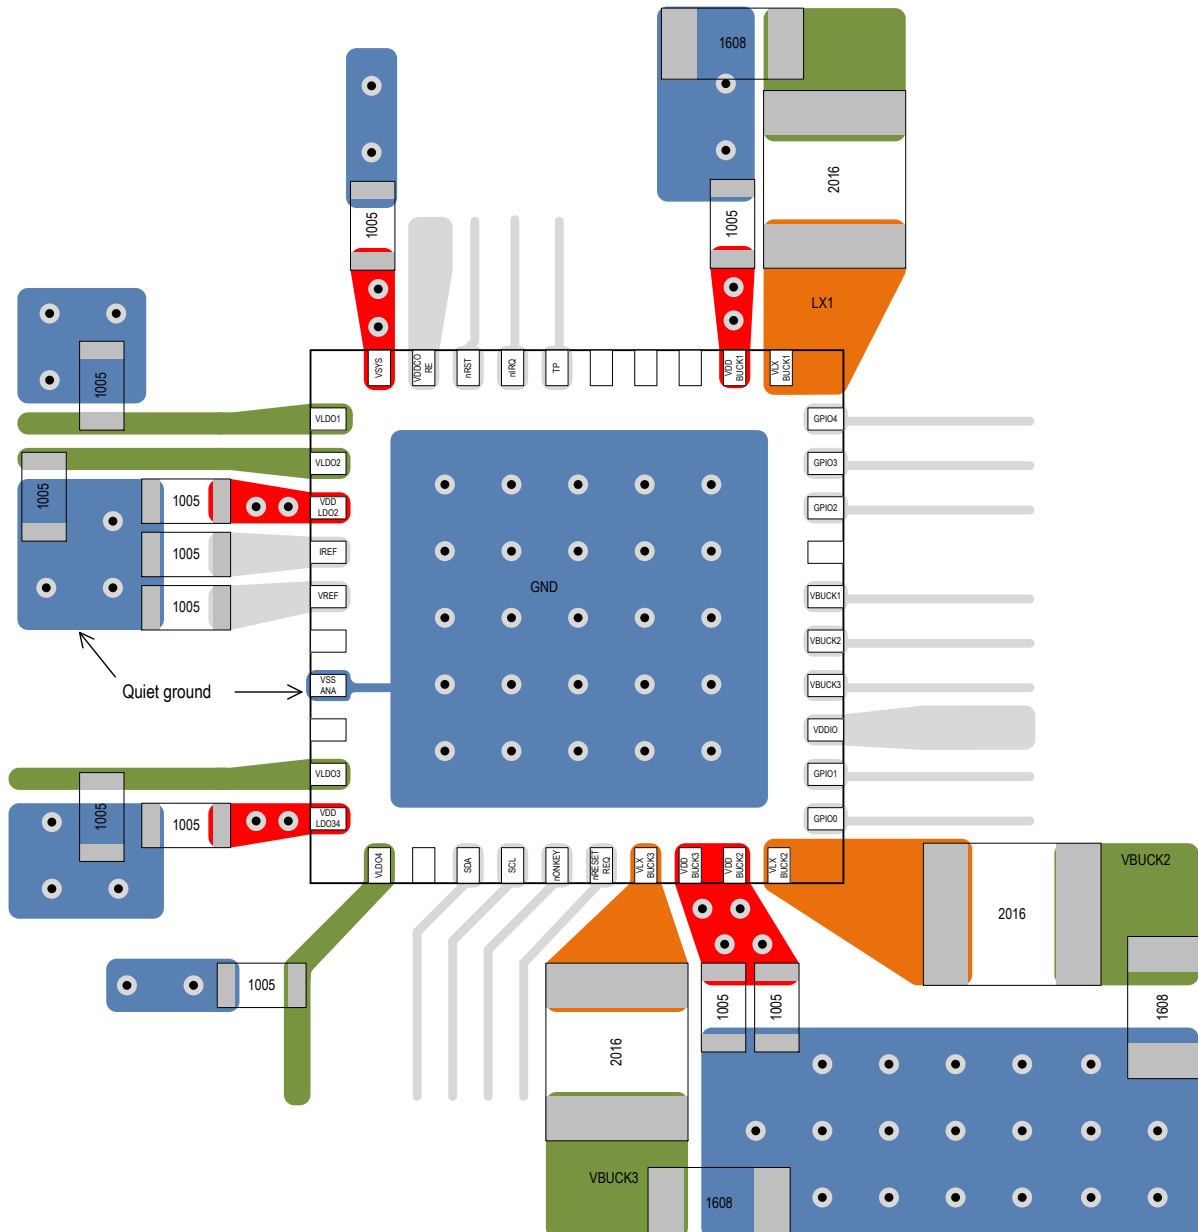 1608
2016
1005
1005
LX1
1005
VSYS
VDDCO
RE
nRST
nIRQ
TP
VDD
BUCK1
VLX
BUCK1
VLDO1
GPIO4
VLDO2
GPIO3
1005
1005
VDD
LDO2
GPIO2
1005
IREF
1005
VREF
VBUCK1
GND
VBUCK2
Quiet ground
VSS
ANA
VBUCK3
VDDIO
VLDO3
GPIO1
1005
1005
VDD
LDO34
GPIO0
VLDO4
SDA
SCL
nONKEY
nRESET
REQ
VLX
BUCK3
VDD
BUCK3
VDD
BUCK2
VLX
BUCK2
VBUCK2
2016
1005
1005
1005
1608
2016
VBUCK3
1608